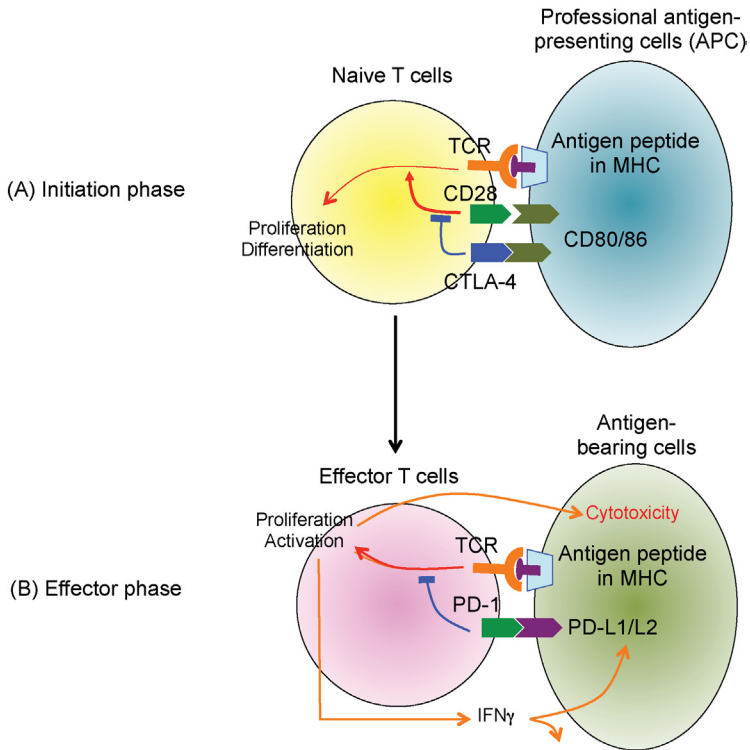 Professional antigen-
presenting cells (APC)
Naive T cells
TCR
Antigen peptide
in MHC
(A) Initiation phase
CD28
Proliferation
Differentiation
CD80/86
CTLA-4
Antigen-
bearing cells
Effector T cells
Cytotoxicity
Proliferation
Activation
TCR
Antigen peptide
in MHC
(B) Effector phase
PD-1
PD-L1/L2
IFNγ